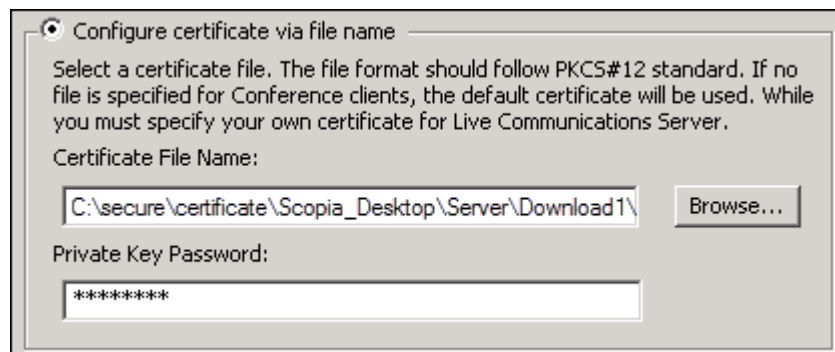 Configure certificate via file name
Select a certificate file. The file format should follow PKCS#12 standard. If no
file is specified for Conference clients, the default certificate will be used. While
you must specify your own certificate for Live Communications Server.
Certificate File Name:
C:\secure\certificate\Scopia_Desktop\Server\Download1\
Browse...
Private Key Password:
********